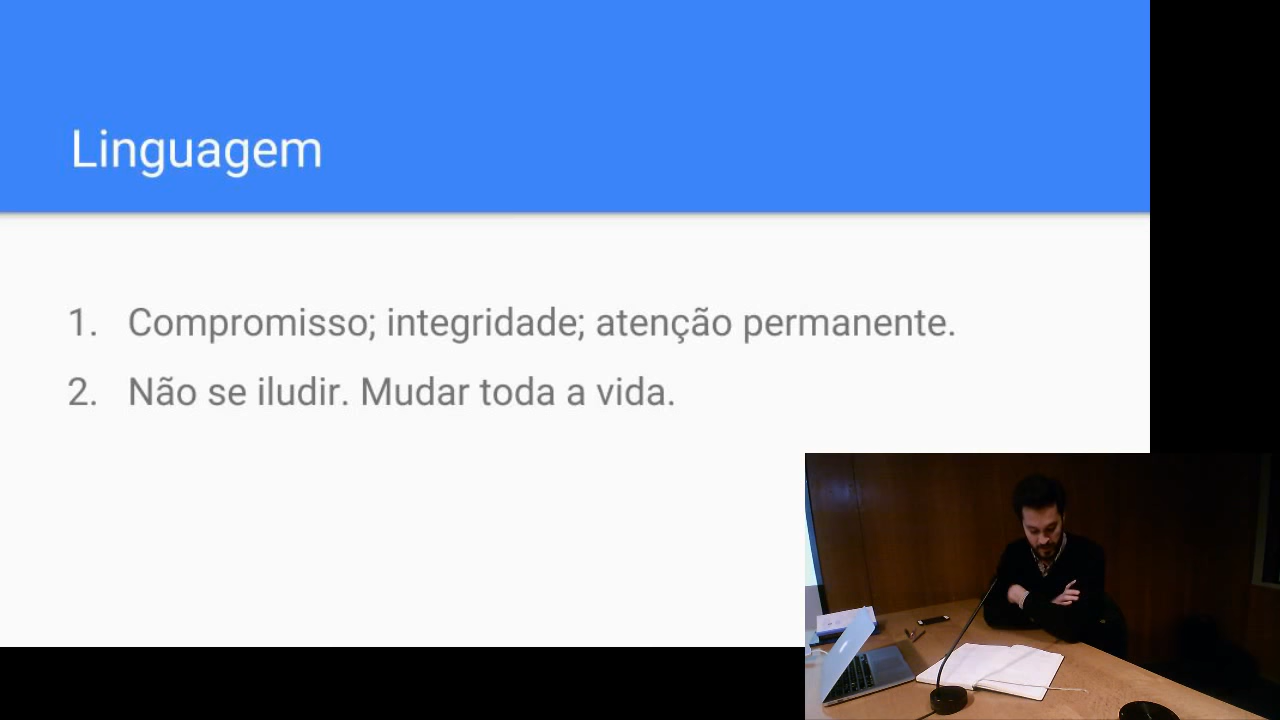 Linguagem
1. Compromisso; integridade; atenção permanente.
2. Não se iludir. Mudar toda a vida.